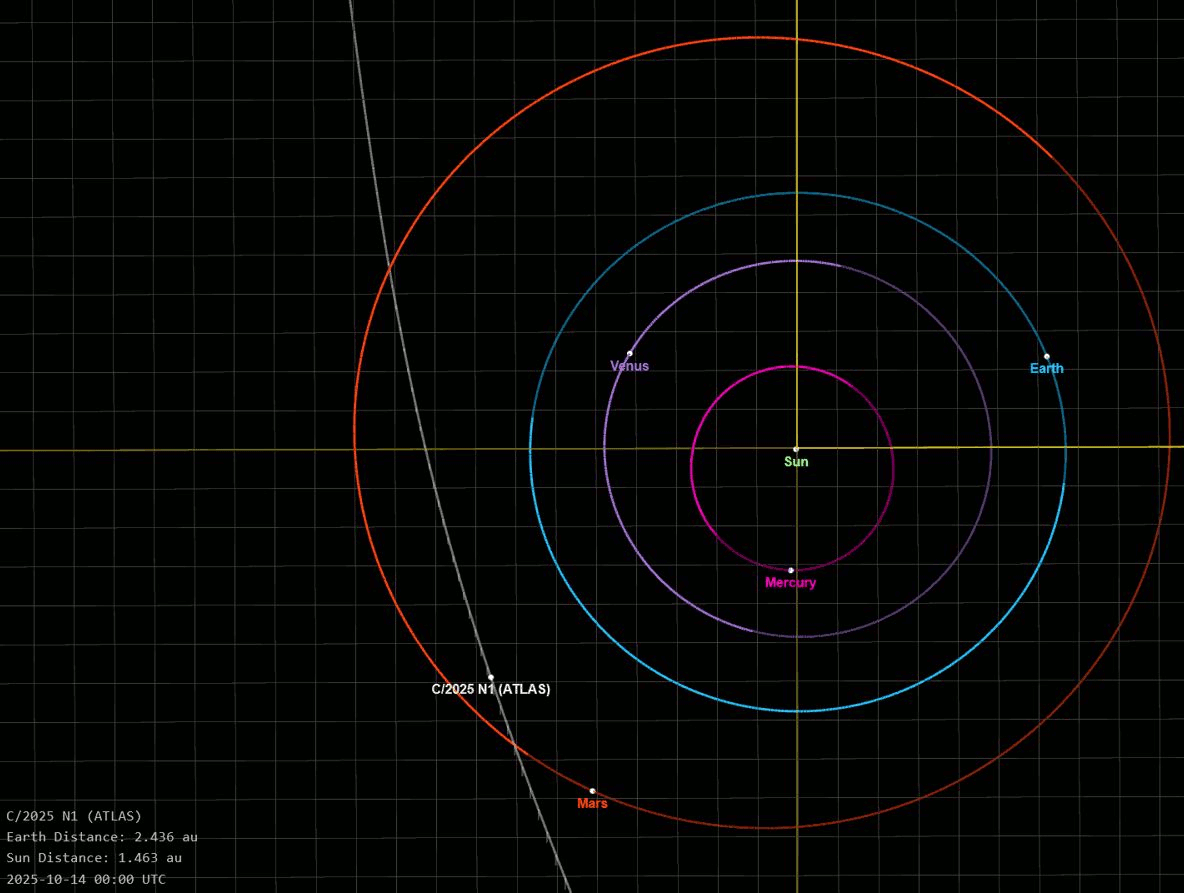 Venus
Earth
Sun
Mercury
C/2025 N1 (ATLAS)
Mars
C/2025 N1 (ATLAS)
Earth Distance: 2.436 au
Sun Distance: 1.463 au
2025-10-14 00:00 UTC